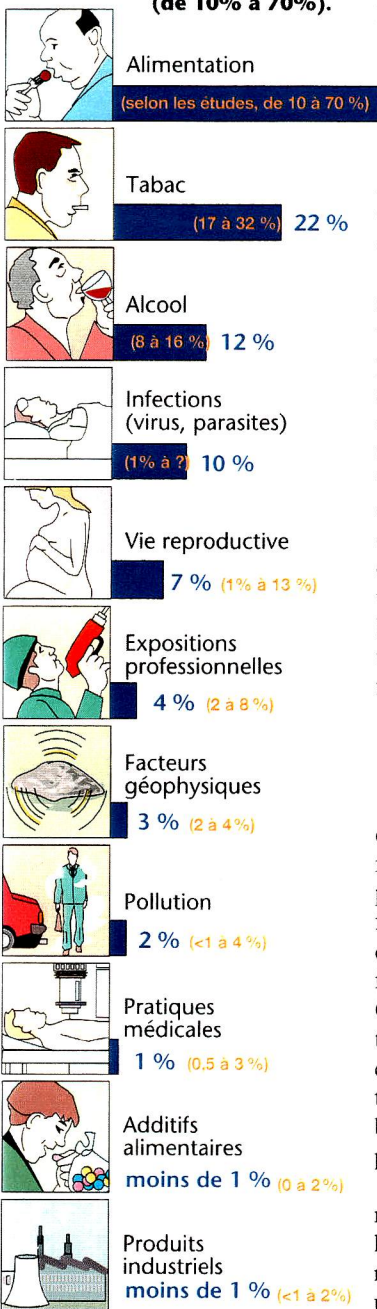 (de 10% à 70%).
Alimentation
(selon les études, de 10 à 70 %)
Tabac
(17 à 32 %) 22 %
Alcool
(8 à 16 %) 12 %
Infections
(virus, parasites)
(1% à ?) 10 %
Vie reproductive
7 % (1% à 13 %)
Expositions
professionnelles
4 % (2 à 8 %)
Facteurs
géophysiques
3 % (2 à 4 %)
Pollution
2 % (<1 à 4 %)
Pratiques
médicales
1 % (0.5 à 3 %)
Additifs
alimentaires
moins de 1 % (0 à 2%)
Produits
industriels
moins de 1 % (<1 à 2%)